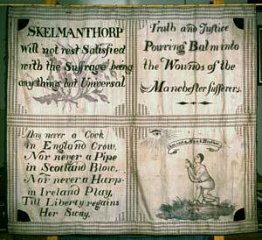 SKELMANTHORP
Will not rest Satisfied
with the Suffrage being
anything but Universal.
Truth and Justice
Pouring Balm into
the Wounds of the
Manchester Sufferers.
May never a Cock
in England Crow,
Nor never a Pipe
in Scotland Blow,
Nor never a Harp
in Ireland Play,
Till Liberty regains
Her Sway.